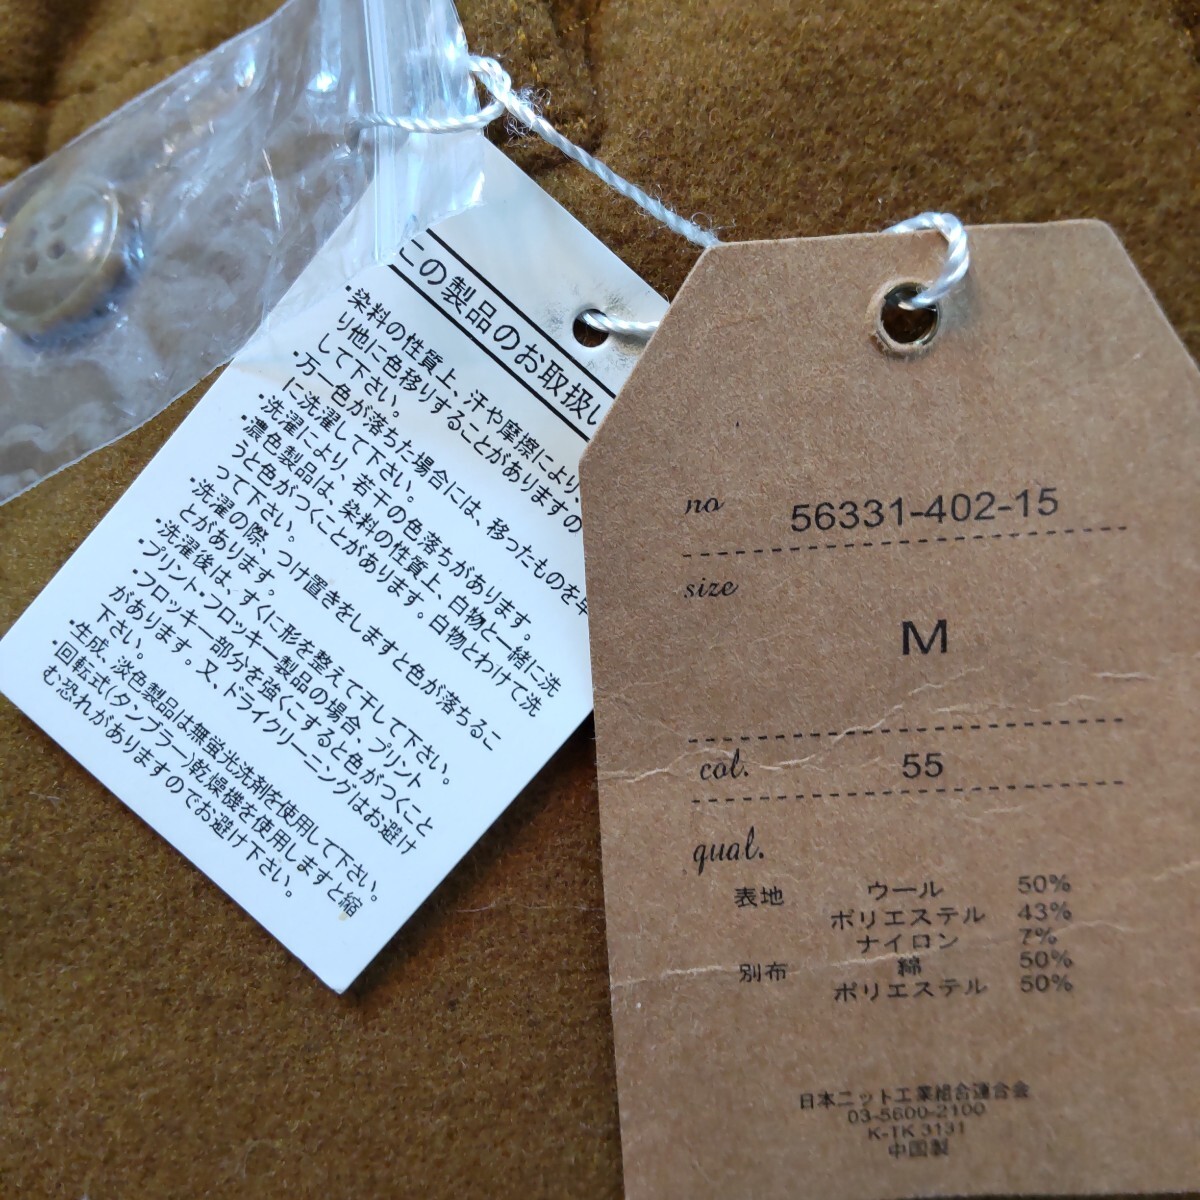 この製品のお取扱い
・染料の性質上、汗や摩擦により、
り他に色移りすることがありますの
して下さい。
・万一色が落ちた場合には、移ったものを早
に洗濯して下さい。
・洗濯により、若干の色落ちがあります。
・濃色製品は、染料の性質上、白物と一緒に洗
うと色がつくことがあります。白物とわけて洗
って下さい。
・洗濯の際、つけ置きをしますと色が落ちるこ
とがあります。
・洗濯後は、すぐに形を整えて干して下さい。
・プリント・フロッキー製品の場合、プリント
・フロッキー部分を強くこすると色がつくこと
があります。又、ドライクリーニングはお避け
下さい。
・生成、淡色製品は無蛍光洗剤を使用して下さい。
・回転式(タンブラー)乾燥機を使用しますと縮
む恐れがありますのでお避け下さい。
no 56331-402-15
size
M
col. 55
qual.
表地 ウール 50%
ポリエステル 43%
ナイロン 7%
別布 綿 50%
ポリエステル 50%
日本ニット工業組合連合会
03-5600-2100
K-TK 3131
中国製